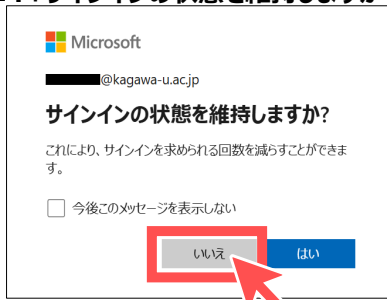 Microsoft
@kagawa-u.ac.jp
サインインの状態を維持しますか?
これにより、サインインを求められる回数を減らすことができま
す。
今後このメッセージを表示しない
いいえ はい